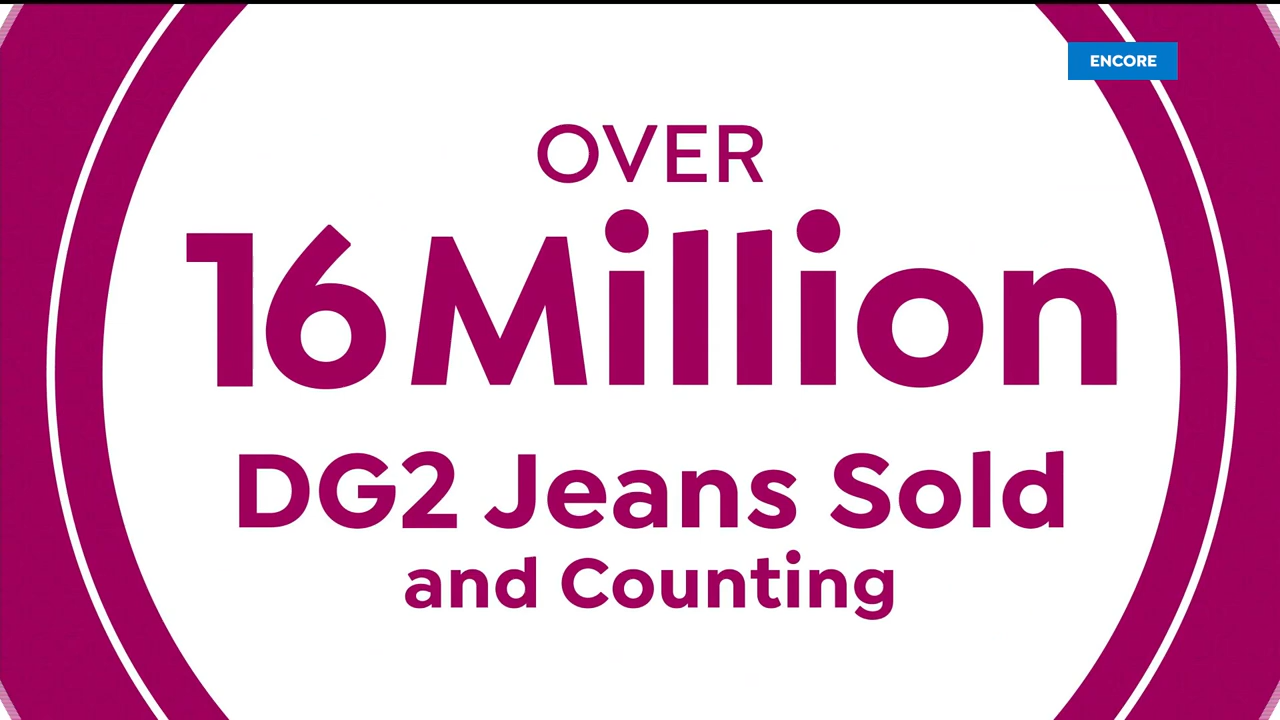 ENCORE
OVER
16 Million
DG2 Jeans Sold
and Counting